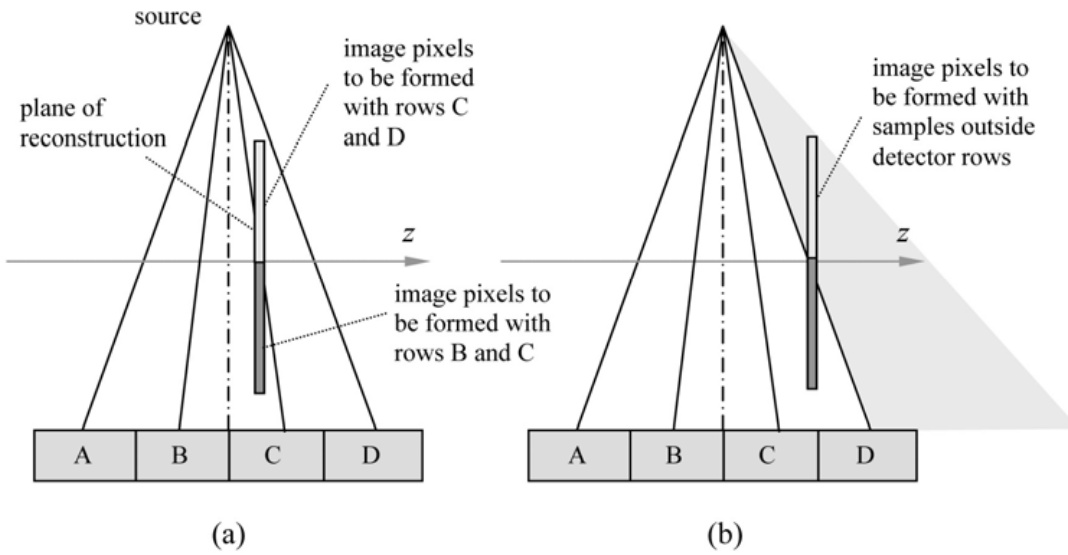 source
image pixels
to be formed
with rows C
and D
plane of
reconstruction
z
image pixels to
be formed with
rows B and C
A B C D
(a)
image pixels to
be formed with
samples outside
detector rows
z
A B C D
(b)